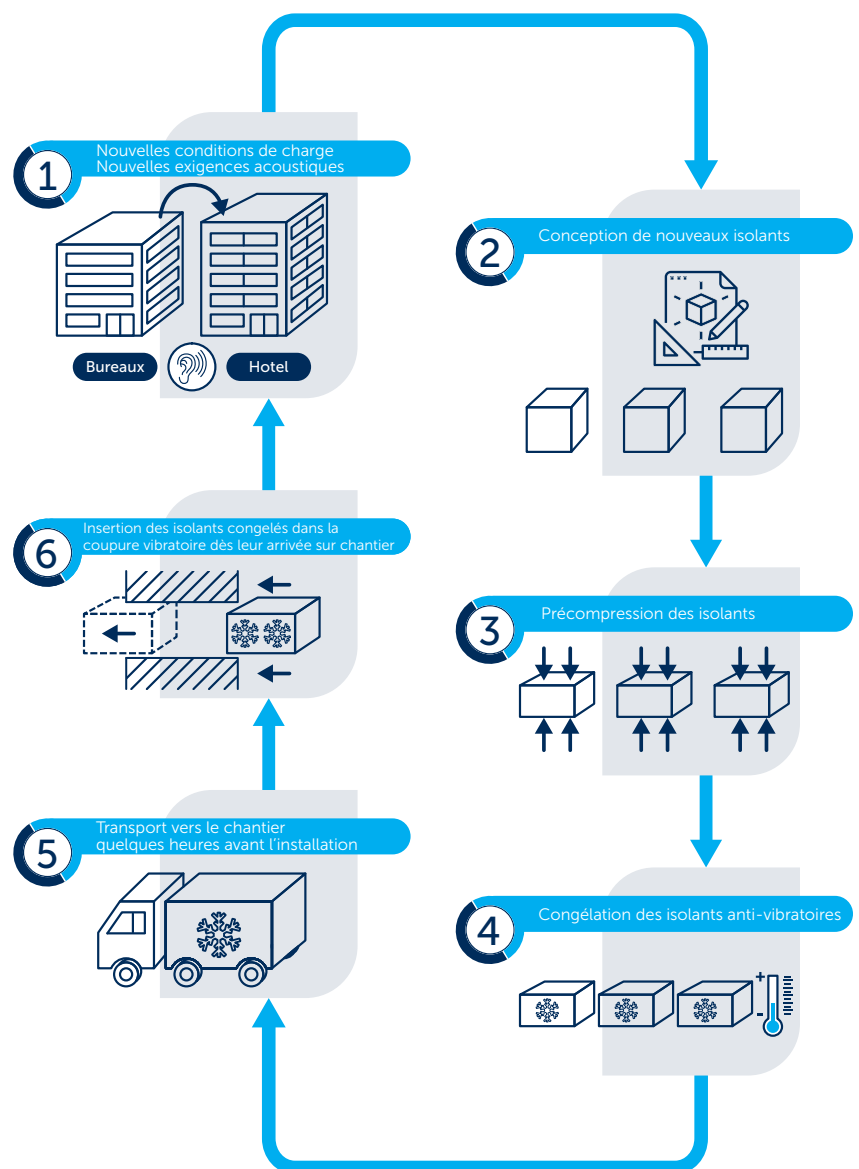 1
Nouvelles conditions de charge
Nouvelles exigences acoustiques
Bureaux
Hotel
2
Conception de nouveaux isolants
3
Précompression des isolants
4
Congélation des isolants anti-vibratoires
+
-
5
Transport vers le chantier
quelques heures avant l’installation
6
Insertion des isolants congelés dans la
coupure vibratoire dès leur arrivée sur chantier